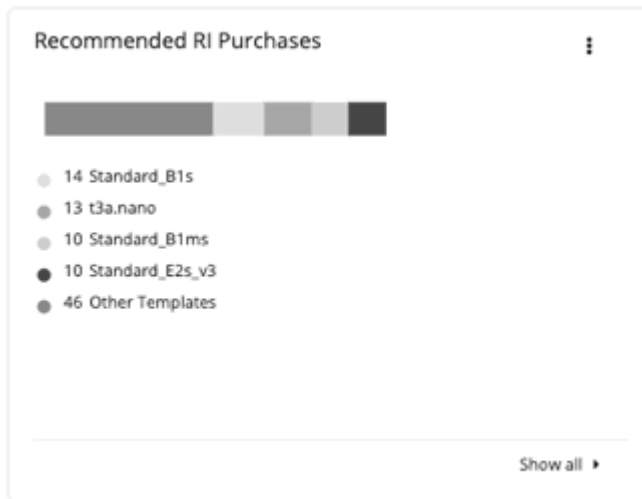 Recommended RI Purchases
14 Standard_B1s
13 t3a.nano
10 Standard_B1ms
10 Standard_E2s_v3
46 Other Templates
Show all